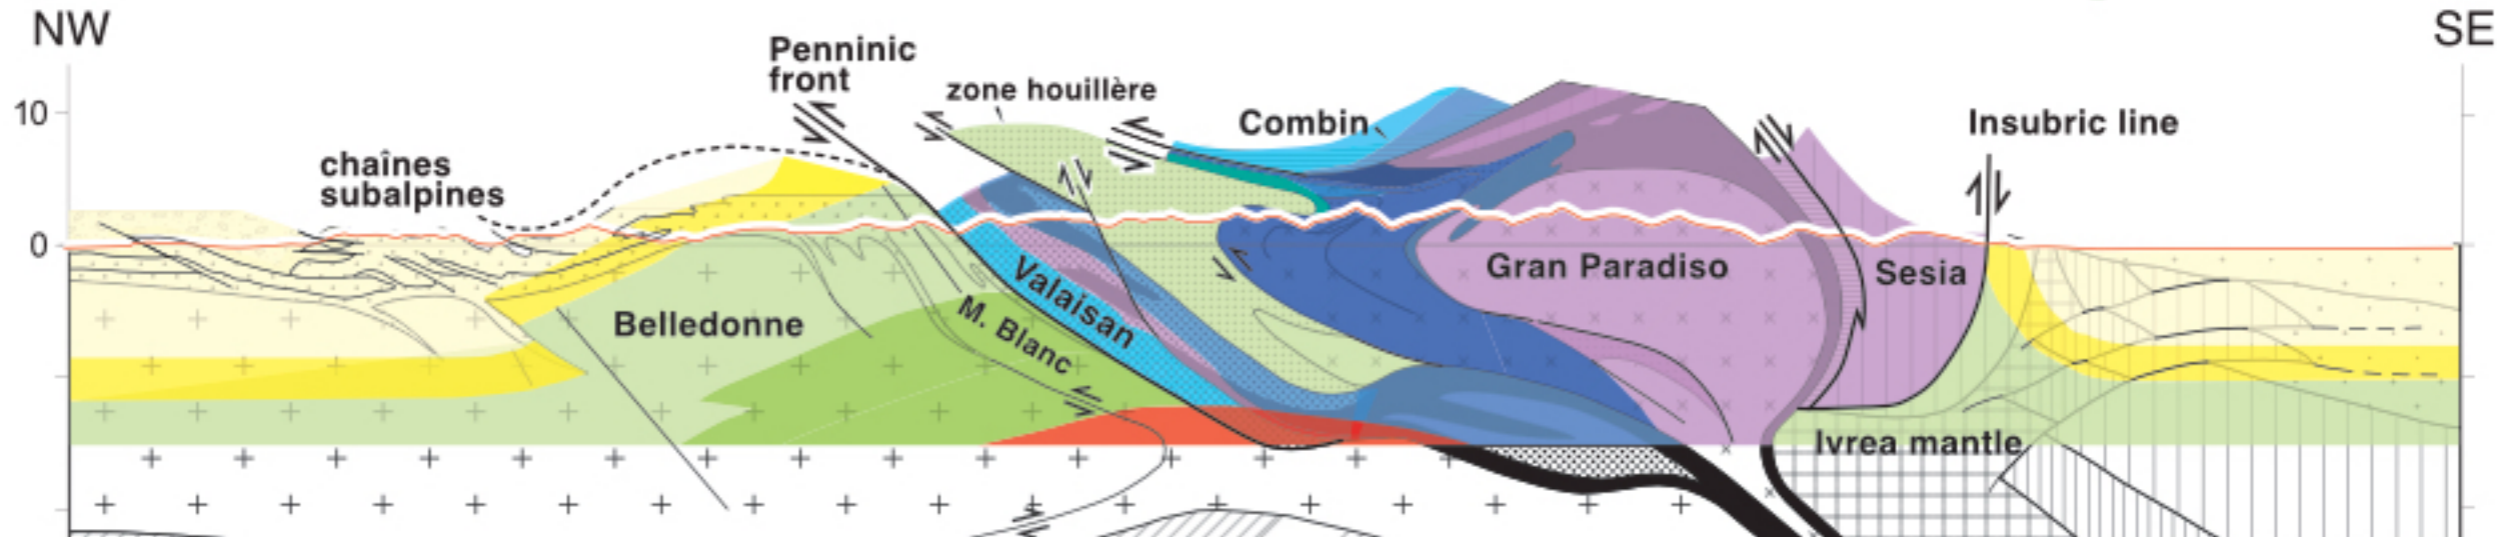 NW
SE
Penninic
front
zone houillère
10
Combin
Insubric line
chaînes
subalpines
0
Gran Paradiso
Sesia
Valaisan
Belledonne
M. Blanc
Ivrea mantle